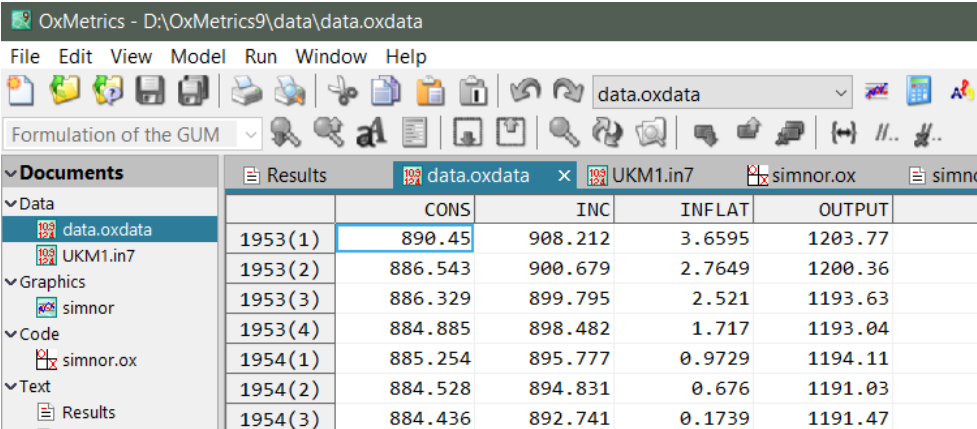 OxMetrics - D:\OxMetrics9\data\data.oxdata
File Edit View Model Run Window Help
data.oxdata
Formulation of the GUM
Documents
Results data.oxdata × UKM1.in7 simnor.ox simn
Data
data.oxdata
UKM1.in7
Graphics
simnor
Code
simnor.ox
Text
Results
CONS INC INFLAT OUTPUT
1953(1) 890.45 908.212 3.6595 1203.77
1953(2) 886.543 900.679 2.7649 1200.36
1953(3) 886.329 899.795 2.521 1193.63
1953(4) 884.885 898.482 1.717 1193.04
1954(1) 885.254 895.777 0.9729 1194.11
1954(2) 884.528 894.831 0.676 1191.03
1954(3) 884.436 892.741 0.1739 1191.47